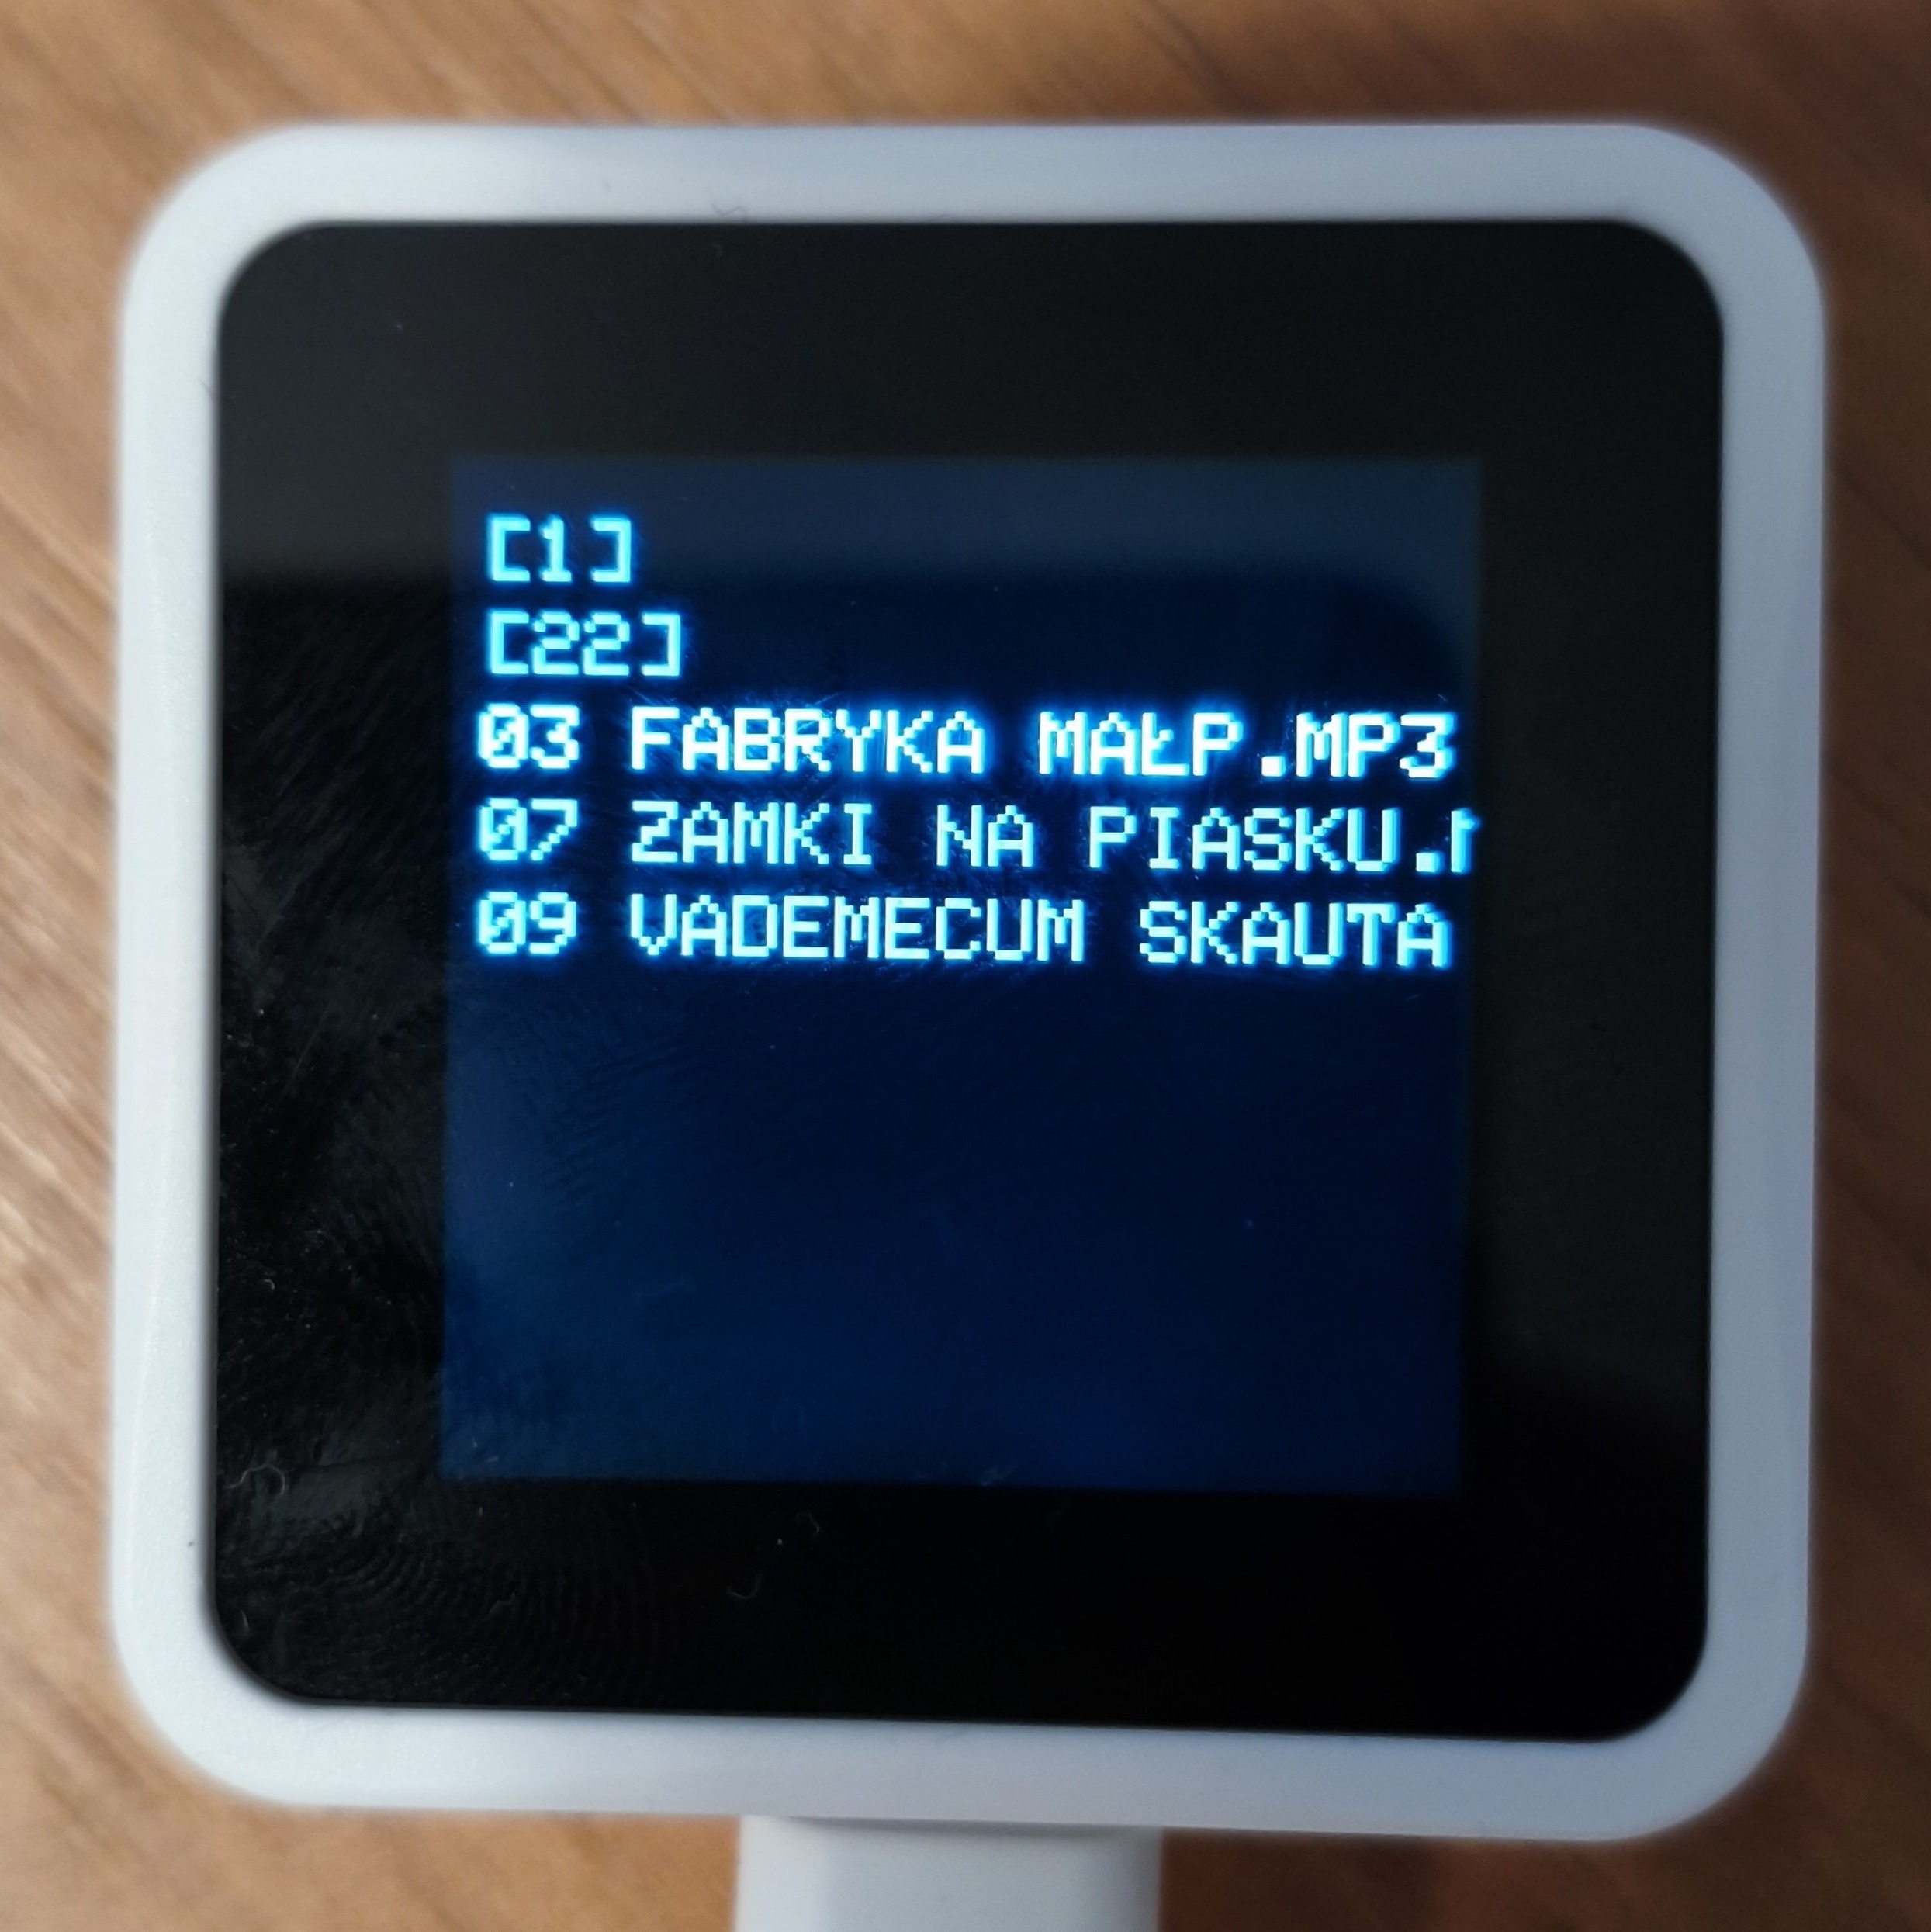 [1]
[22]
03 FABRYKA MAŁP.MP3
07 ZAMKI NA PIASKU.
09 VADEMECUM SKAUTA